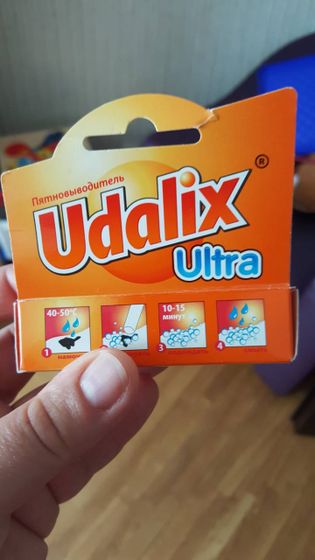 Пятновыводитель
Udalix®
Ultra
40-50°C
10-15
минут
1
3
4